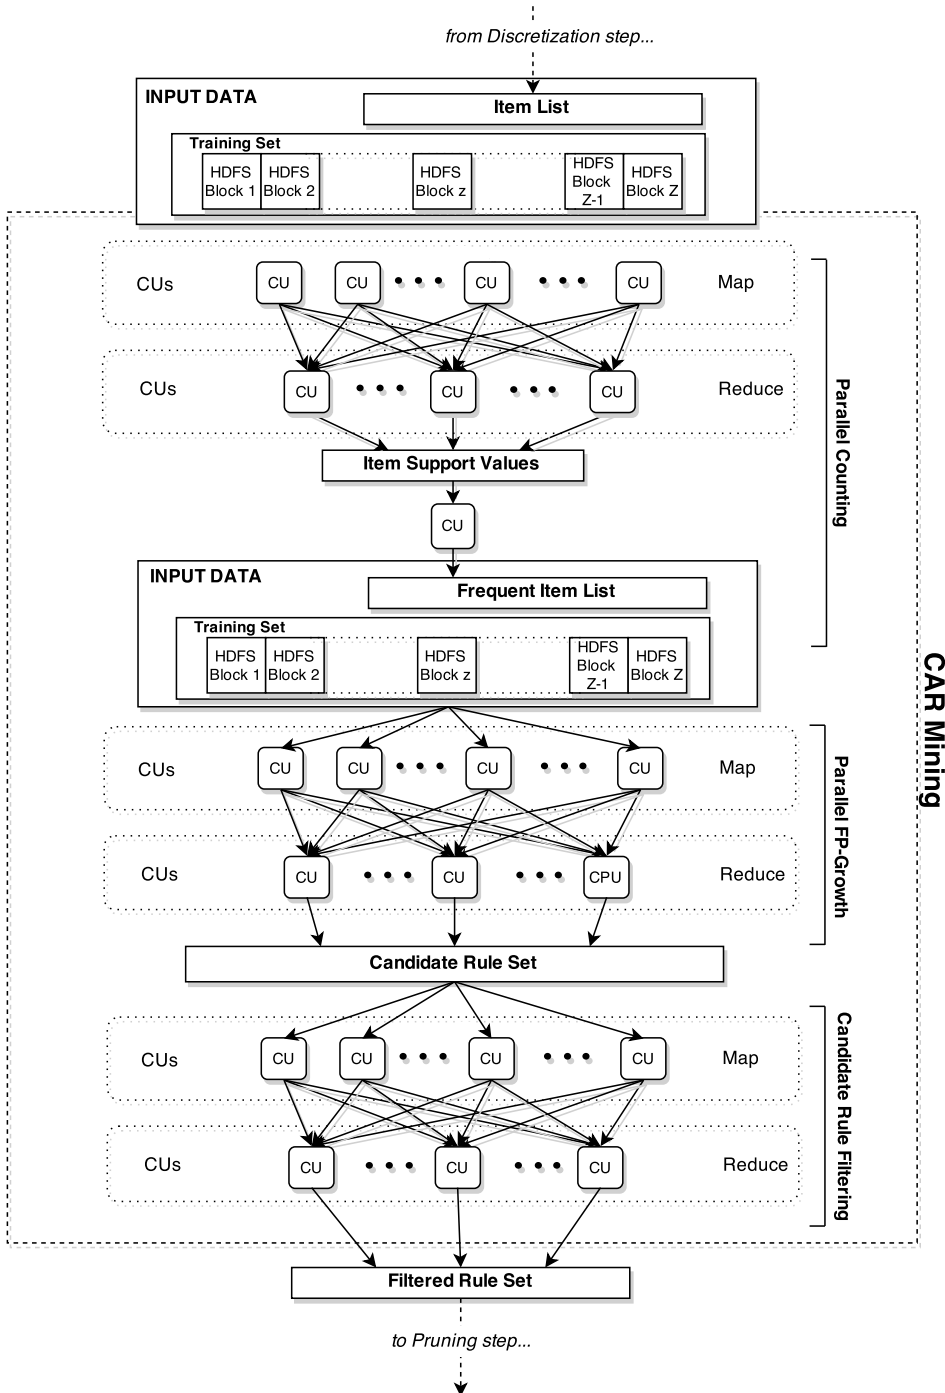 from Discretization step...
INPUT DATA
Item List
Training Set
HDFS
Block 1
HDFS
Block 2
HDFS
Block z
HDFS
Block
Z-1
HDFS
Block Z
CUs
CU
CU
CU
CU
Map
CUs
CU
CU
CU
Reduce
Parallel Counting
Item Support Values
CU
INPUT DATA
Frequent Item List
Training Set
HDFS
Block 1
HDFS
Block 2
HDFS
Block z
HDFS
Block
Z-1
HDFS
Block Z
CAR Mining
CUs
CU
CU
CU
CU
Map
Parallel FP-Growth
CUs
CU
CU
CPU
Reduce
Candidate Rule Set
CUs
CU
CU
CU
CU
Map
Candidate Rule Filtering
CUs
CU
CU
CU
Reduce
Filtered Rule Set
to Pruning step...